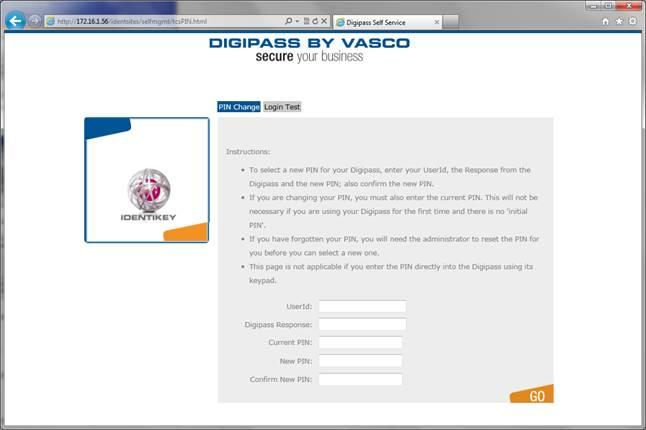 http://172.16.1.56/identsites/selfmgmt/tcsPIN.html
Digipass Self Service
DIGIPASS BY VASCO
secure your business
PIN Change Login Test
IDENTIKEY
Instructions:
• To select a new PIN for your Digipass, enter your UserId, the Response from the
Digipass and the new PIN; also confirm the new PIN.
• If you are changing your PIN, you must also enter the current PIN. This will not be
necessary if you are using your Digipass for the first time and there is no 'initial
PIN'.
• If you have forgotten your PIN, you will need the administrator to reset the PIN for
you before you can select a new one.
• This page is not applicable if you enter the PIN directly into the Digipass using its
keypad.
UserId:
Digipass Response:
Current PIN:
New PIN:
Confirm New PIN:
GO